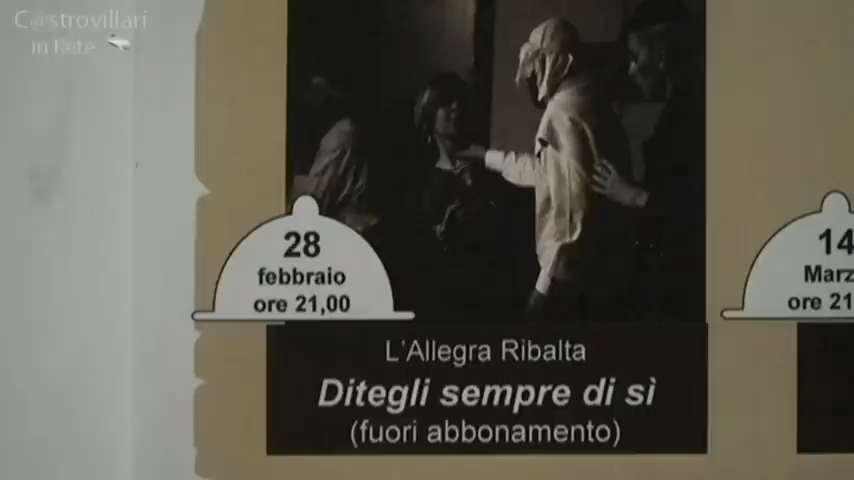 C@strovillari
in Rete
28
febbraio
ore 21,00
L'Allegra Ribalta
Ditegli sempre di sì
(fuori abbonamento)
14
Marz
ore 21